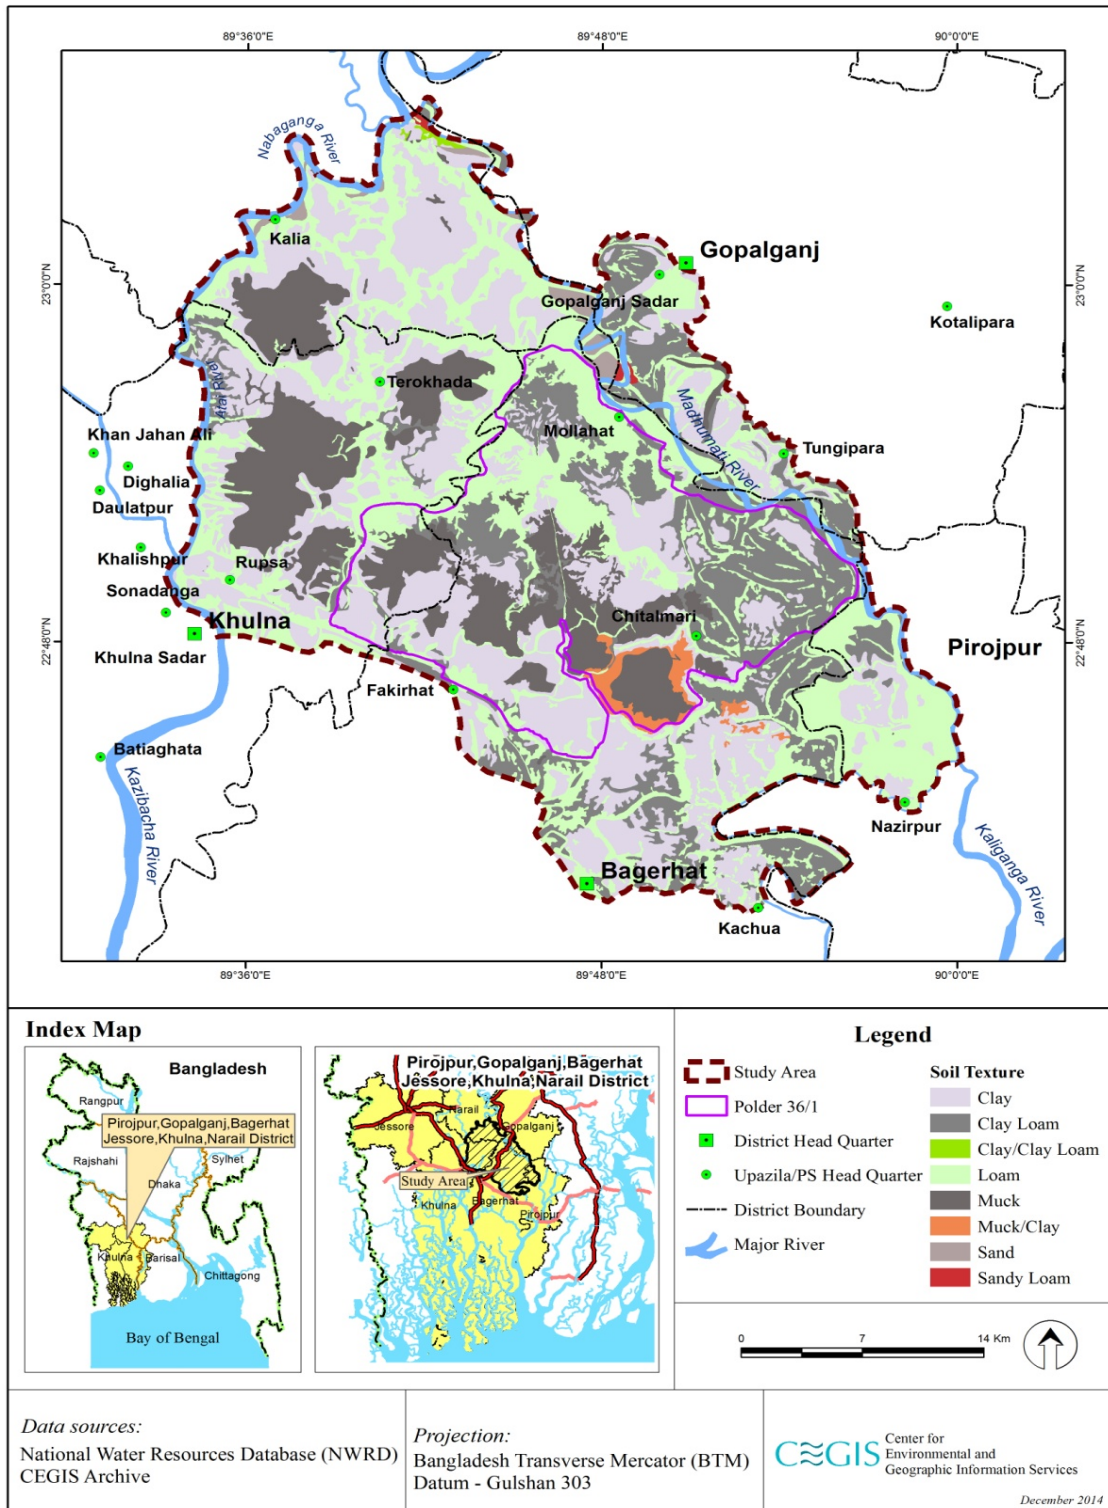 89°36'0"E
89°48'0"E
90°0'0"E
Nabaganga River
Kalia
Gopalganj
23°0'0"N
23°0'0"N
Gopalganj Sadar
Kotalipara
Atai River
Terokhada
Madhumati River
Mollahat
Khan Jahan Ali
Tungipara
Dighalia
Daulatpur
Khalishpur
Rupsa
Sonadanga
Khulna
Chitalmari
22°48'0"N
22°48'0"N
Pirojpur
Khulna Sadar
Fakirhat
Batiaghata
Kazibacha River
Nazirpur
Kaliganga River
Bagerhat
Kachua
89°36'0"E
89°48'0"E
90°0'0"E
Index Map
Bangladesh
Rangpur
Pirojpur,Gopalganj,Bagerhat
Jessore,Khulna,Narail District
Rajshahi
Sylhet
Dhaka
Khulna
Barisal
Chittagong
Bay of Bengal
Pirojpur,Gopalganj,Bagerhat
Jessore,Khulna,Narail District
Narail
Jessore
Gopalganj
Study Area
Khulna
Bagerhat
Pirojpur
Legend
Study Area
Polder 36/1
District Head Quarter
Upazila/PS Head Quarter
District Boundary
Major River
Soil Texture
Clay
Clay Loam
Clay/Clay Loam
Loam
Muck
Muck/Clay
Sand
Sandy Loam
0 7 14 Km
Data sources:
National Water Resources Database (NWRD)
CEGIS Archive
Projection:
Bangladesh Transverse Mercator (BTM)
Datum - Gulshan 303
CEGIS
Center for
Environmental and
Geographic Information Services
December 2014